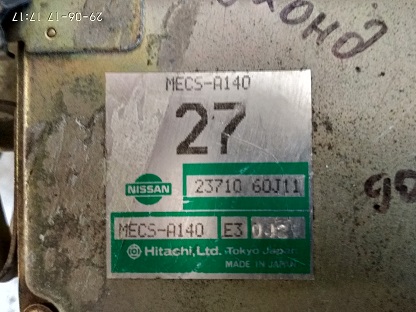 29-06-17 17:17
MECS-A140
27
NISSAN
23710 60J11
MECS-A140 E3
Hitachi, Ltd. Tokyo Japan
MADE IN JAPAN